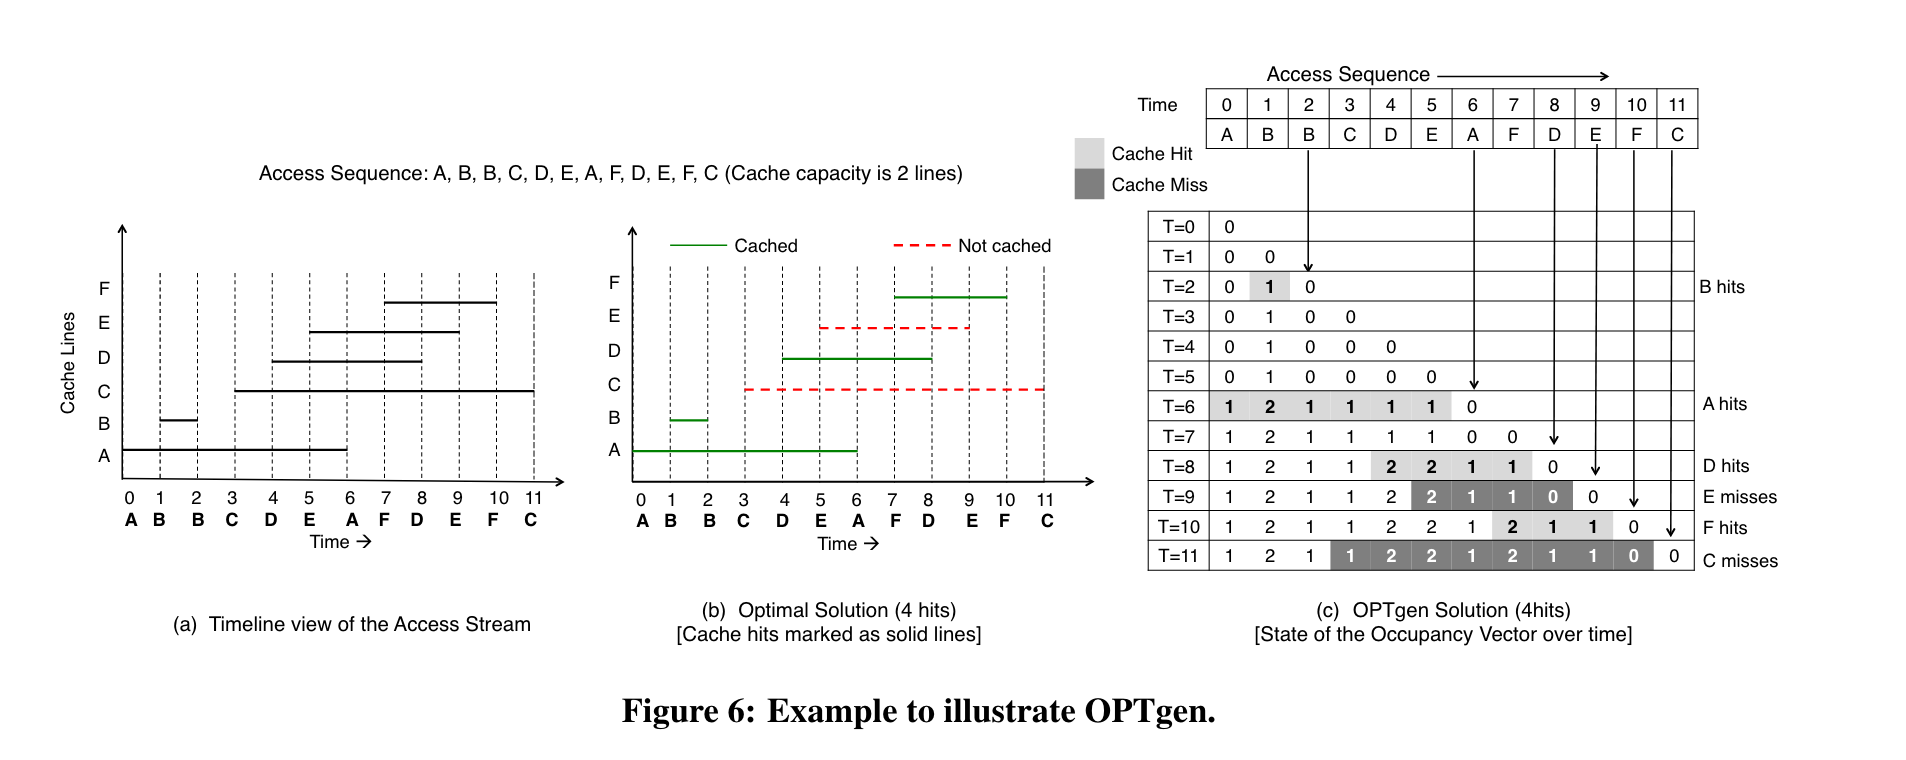 Access Sequence: A, B, B, C, D, E, A, F, D, E, F, C (Cache capacity is 2 lines)
Cache Lines
F
E
D
C
B
A
0 1 2 3 4 5 6 7 8 9 10 11
A B B C D E A F D E F C
Time →
(a) Timeline view of the Access Stream
Cached
Not cached
F
E
D
C
B
A
0 1 2 3 4 5 6 7 8 9 10 11
A B B C D E A F D E F C
Time →
(b) Optimal Solution (4 hits)
[Cache hits marked as solid lines]
Access Sequence
Time 0 1 2 3 4 5 6 7 8 9 10 11
A B B C D E A F D E F C
Cache Hit
Cache Miss
T=0 0
T=1 0 0
T=2 0 1 0 B hits
T=3 0 1 0 0
T=4 0 1 0 0 0
T=5 0 1 0 0 0 0
T=6 1 2 1 1 1 1 0 A hits
T=7 1 2 1 1 1 1 0 0
T=8 1 2 1 1 2 2 1 1 0 D hits
T=9 1 2 1 1 2 2 1 1 0 0 E misses
T=10 1 2 1 1 2 2 1 2 1 1 0 F hits
T=11 1 2 1 1 2 2 1 2 1 1 0 0 C misses
(c) OPTgen Solution (4hits)
[State of the Occupancy Vector over time]
Figure 6: Example to illustrate OPTgen.